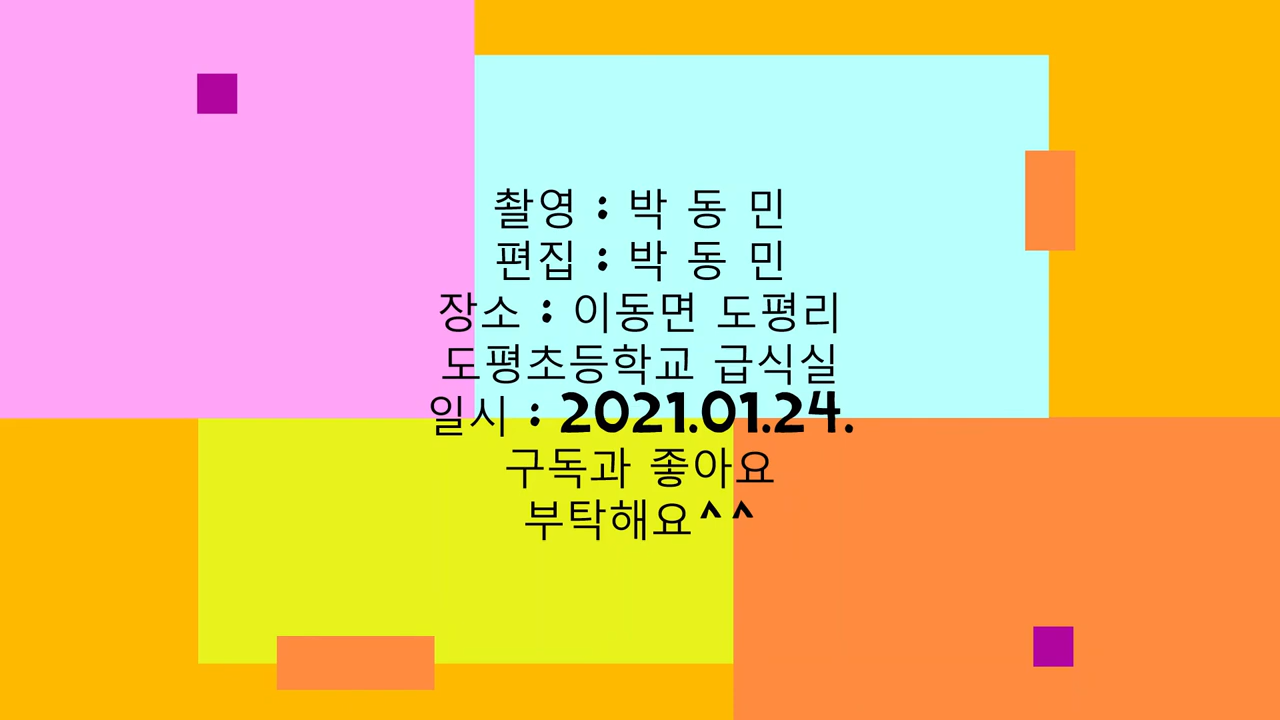 촬영 : 박 동 민
편집 : 박 동 민
장소 : 이동면 도평리
도평초등학교 급식실
일시 : 2021.01.24.
구독과 좋아요
부탁해요^^